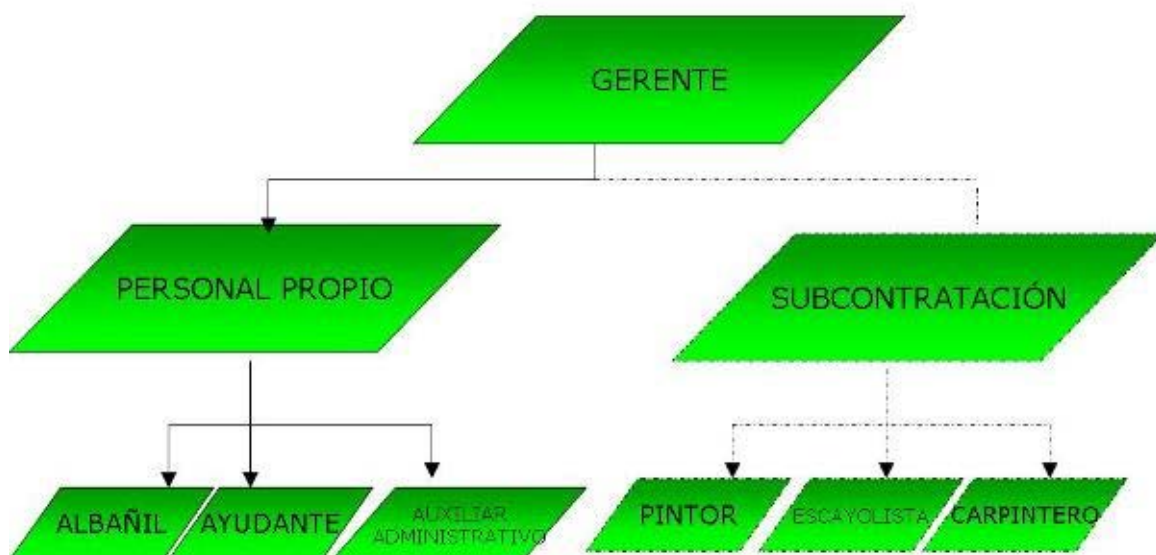 GERENTE
PERSONAL PROPIO
SUBCONTRATACIÓN
ALBAÑIL
AYUDANTE
AUXILIAR
ADMINISTRATIVO
PINTOR
ESCAYOLISTA
CARPINTERO